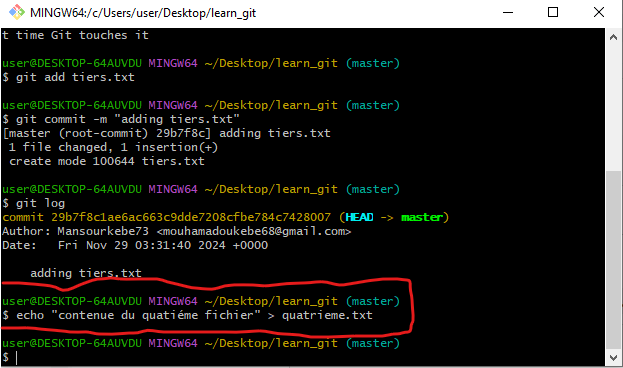 MINGW64:/c/Users/user/Desktop/learn_git
t time Git touches it
user@DESKTOP-64AUVDU MINGW64 ~/Desktop/learn_git (master)
$ git add tiers.txt
user@DESKTOP-64AUVDU MINGW64 ~/Desktop/learn_git (master)
$ git commit -m "adding tiers.txt"
[master (root-commit) 29b7f8c] adding tiers.txt
1 file changed, 1 insertion(+)
create mode 100644 tiers.txt
user@DESKTOP-64AUVDU MINGW64 ~/Desktop/learn_git (master)
$ git log
commit 29b7f8c1ae6ac663c9dde7208cfbe784c7428007 (HEAD -> master)
Author: Mansourkebe73 <mouhamadoukebe68@gmail.com>
Date:   Fri Nov 29 03:31:40 2024 +0000
adding tiers.txt
user@DESKTOP-64AUVDU MINGW64 ~/Desktop/learn_git (master)
$ echo "contenue du quatiéme fichier" > quatrieme.txt
user@DESKTOP-64AUVDU MINGW64 ~/Desktop/learn_git (master)
$